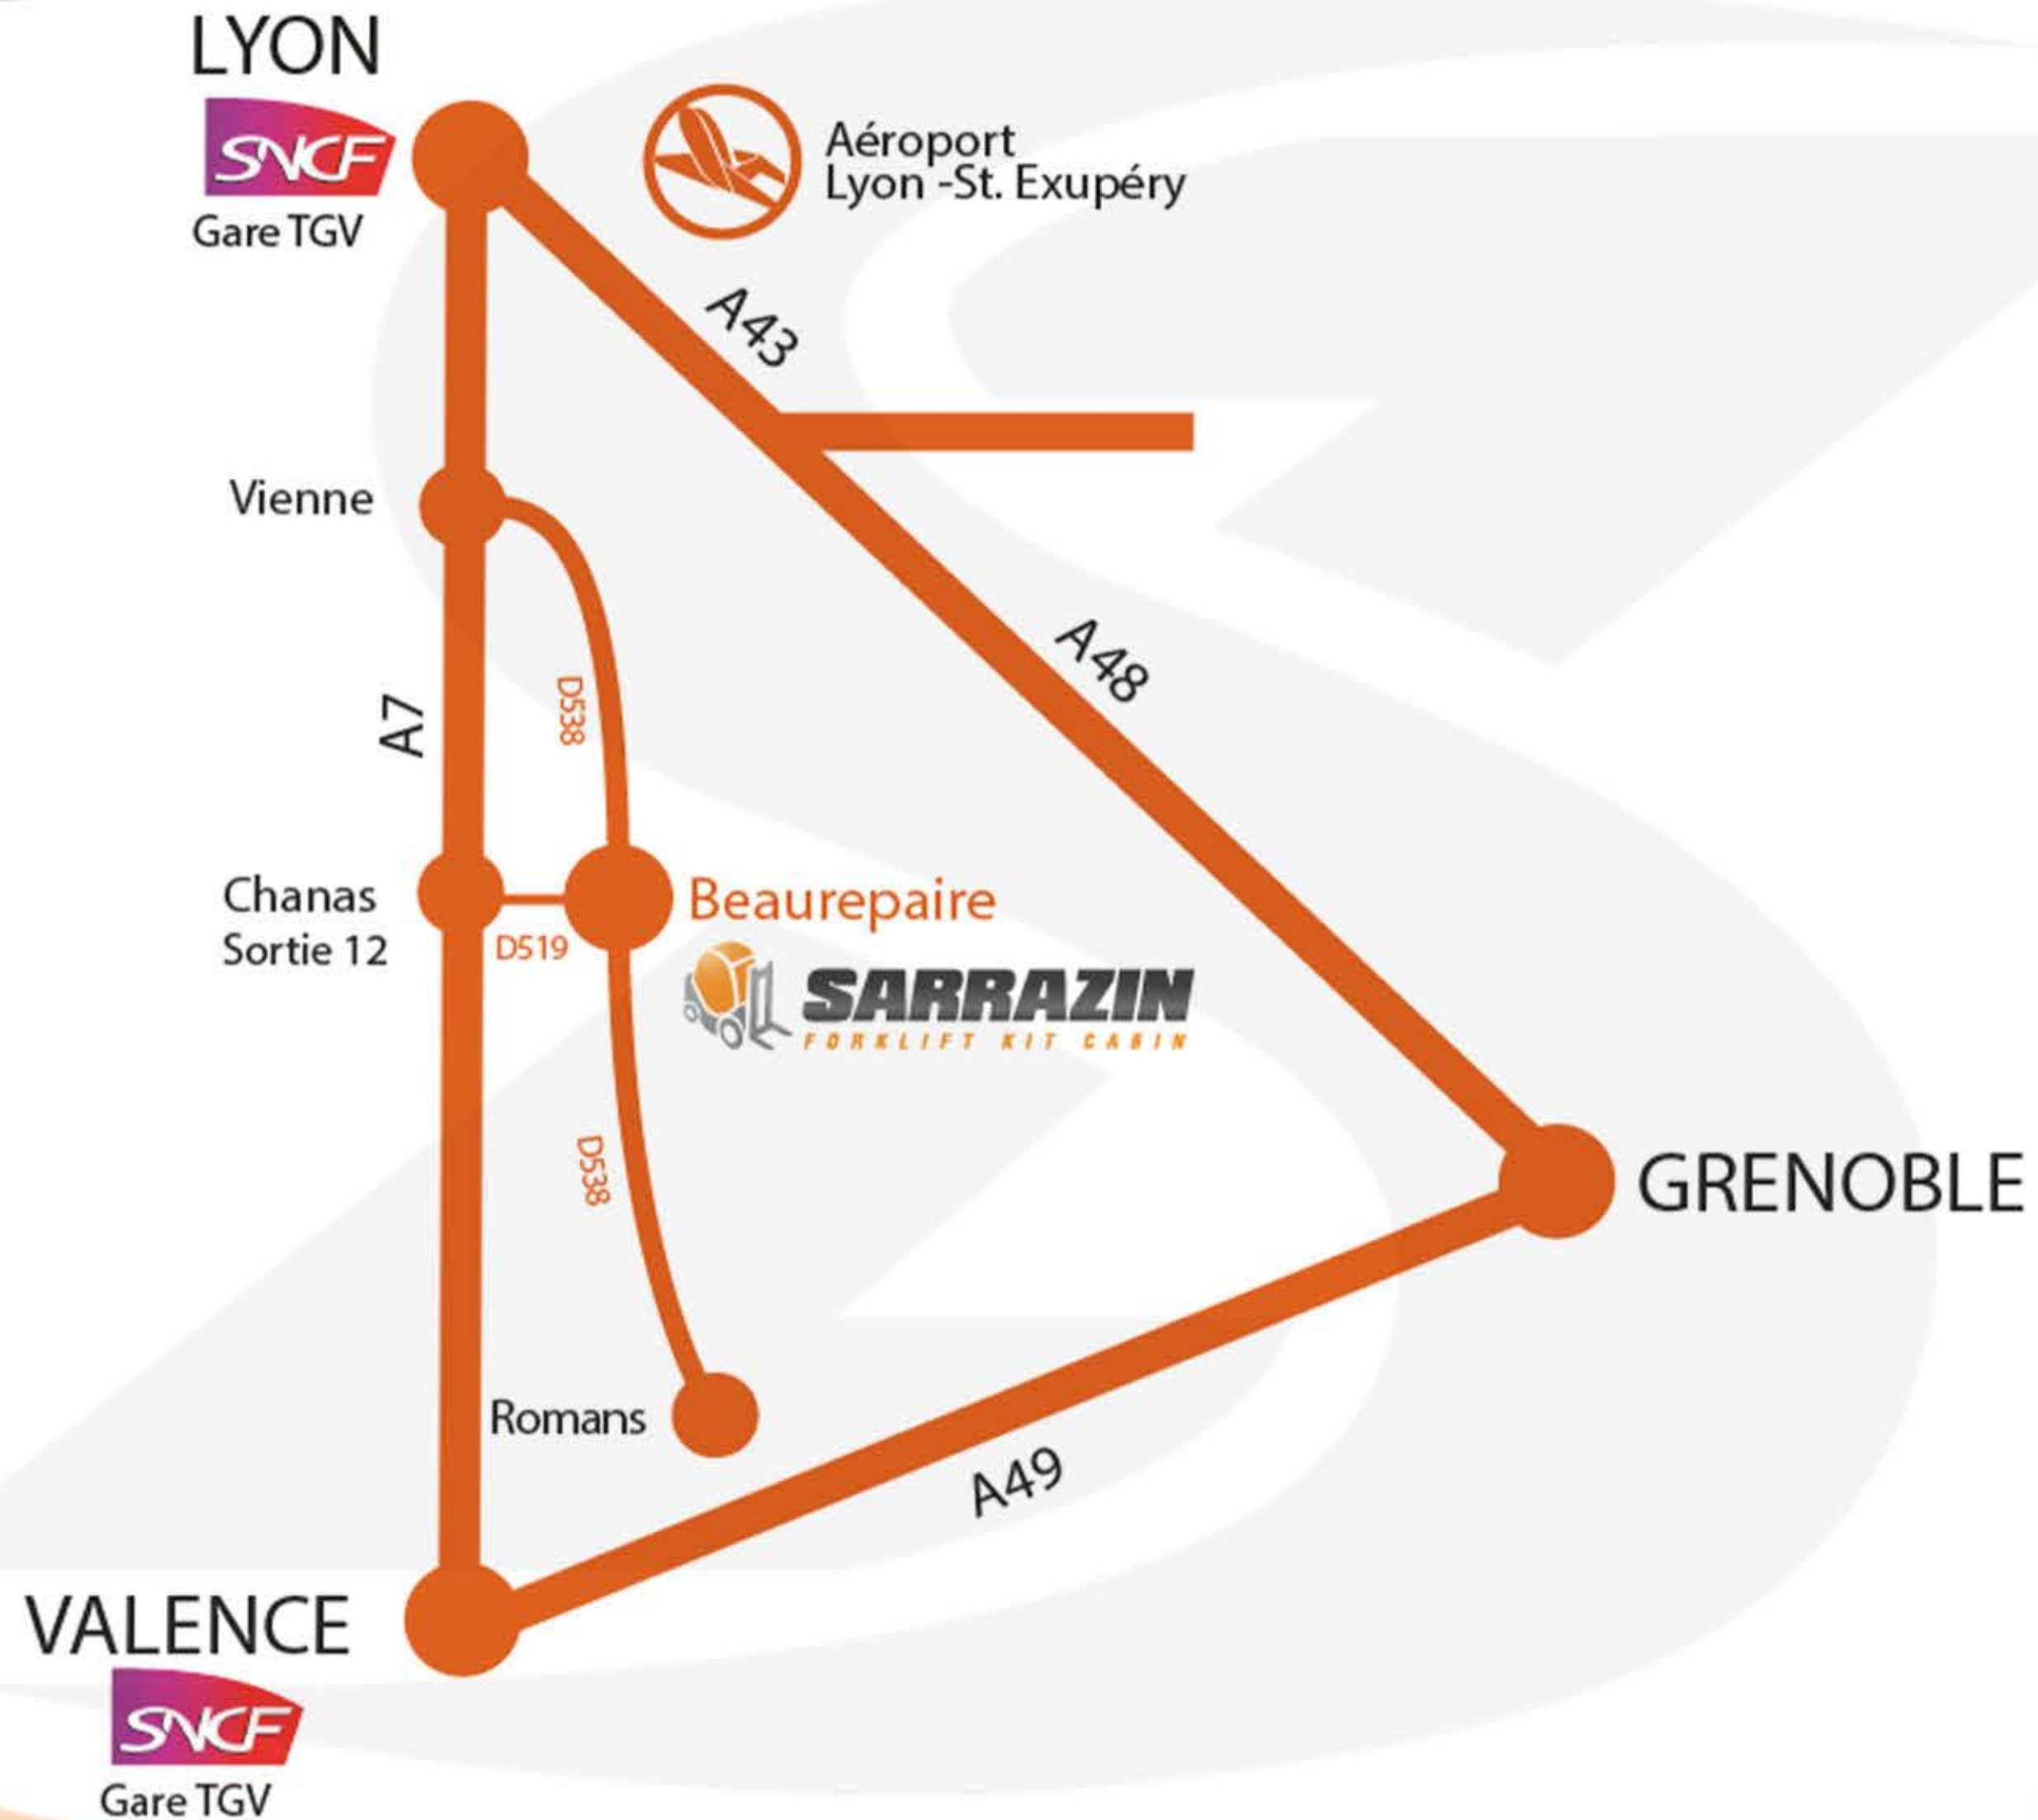 LYON
SNCF
Gare TGV
Aéroport
Lyon -St. Exupéry
A43
Vienne
A48
D538
A7
Chanas
Sortie 12
D519
Beaurepaire
SARRAZIN
FORKLIFT KIT CABIN
D538
GRENOBLE
Romans
A49
VALENCE
SNCF
Gare TGV